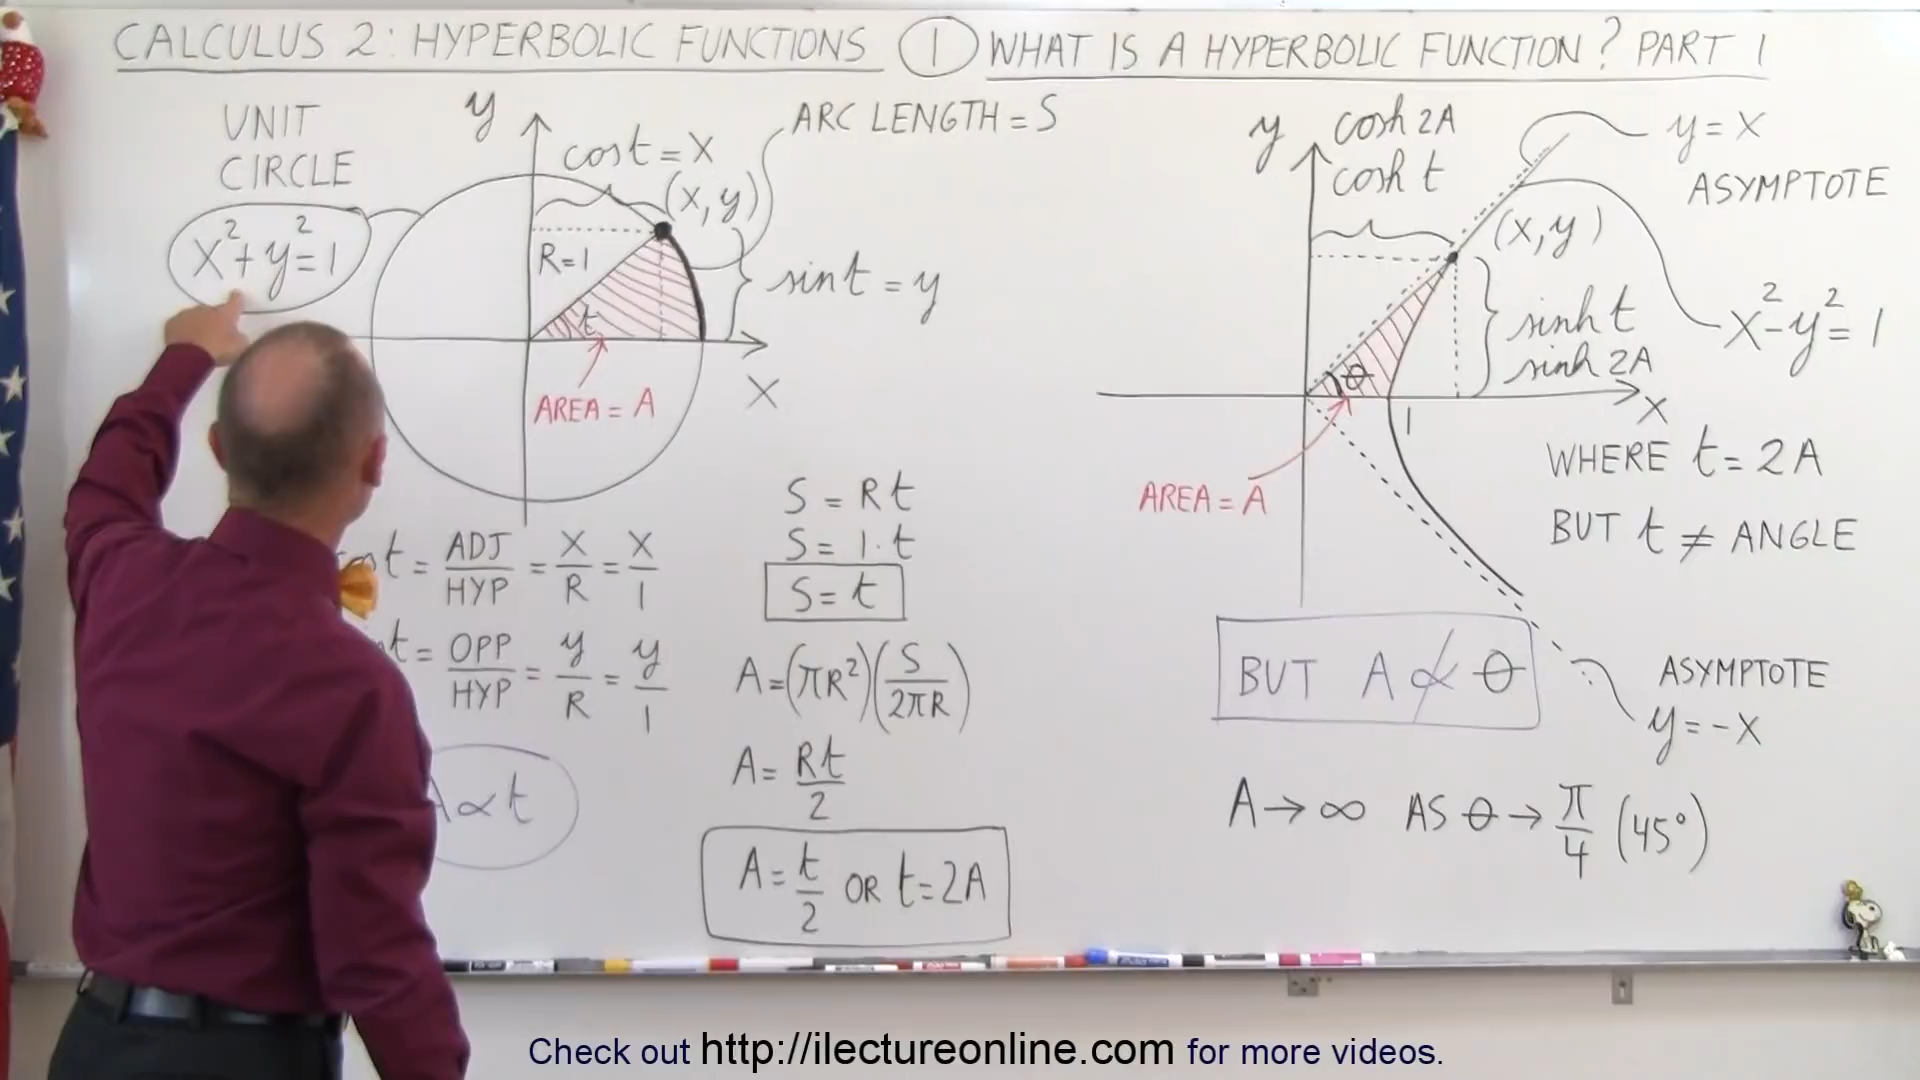 CALCULUS 2: HYPERBOLIC FUNCTIONS ① WHAT IS A HYPERBOLIC FUNCTION? PART 1
UNIT
CIRCLE
x²+y²=1
y
cos t = x
(x,y)
ARC LENGTH = S
R=1
t
sin t = y
AREA = A
x
t = ADJ/HYP = x/R = x/1
t = OPP/HYP = y/R = y/1
∝ t
S = Rt
S = 1·t
S = t
A = (πR²)(S/2πR)
A = Rt/2
A = t/2 OR t = 2A
y
cosh 2A
cosh t
y = x
ASYMPTOTE
(x,y)
x²-y²=1
sinh t
sinh 2A
θ
x
1
AREA = A
WHERE t = 2A
BUT t ≠ ANGLE
BUT A ∝̸ θ
ASYMPTOTE
y = -x
A → ∞ AS θ → π/4 (45°)
Check out http://ilectureonline.com for more videos.